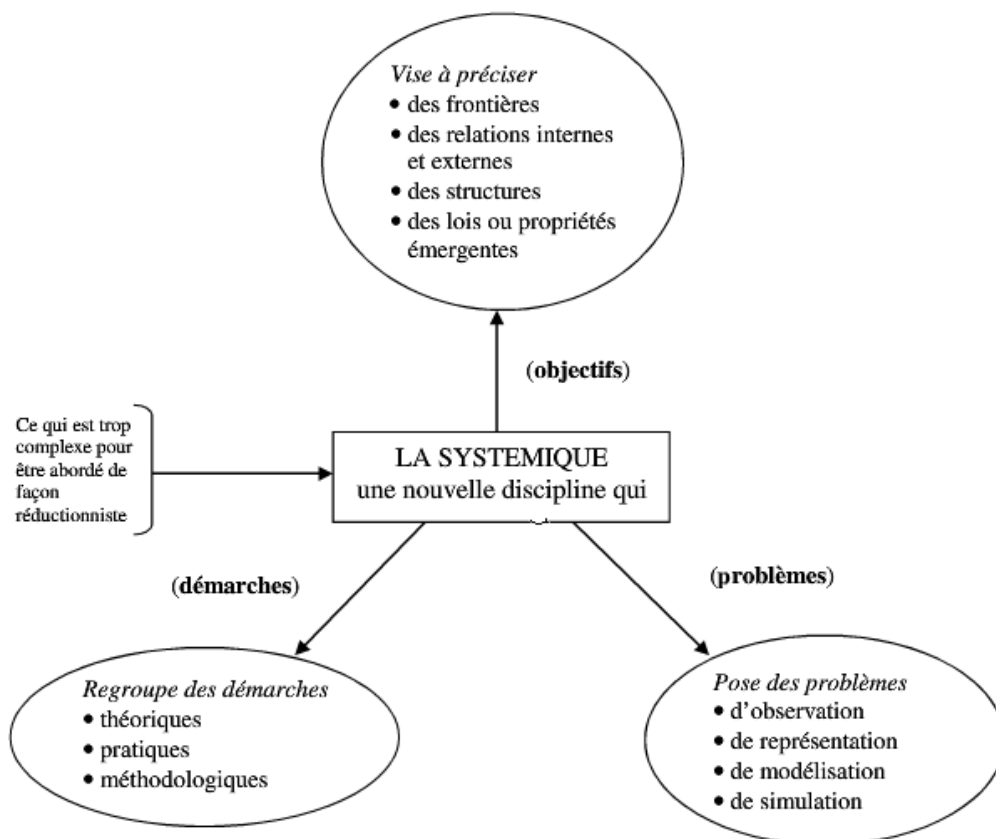 Vise à préciser
• des frontières
• des relations internes
et externes
• des structures
• des lois ou propriétés
émergentes
(objectifs)
Ce qui est trop
complexe pour
être abordé de
façon
réductionniste
LA SYSTEMIQUE
une nouvelle discipline qui
(démarches)
(problèmes)
Regroupe des démarches
• théoriques
• pratiques
• méthodologiques
Pose des problèmes
• d'observation
• de représentation
• de modélisation
• de simulation